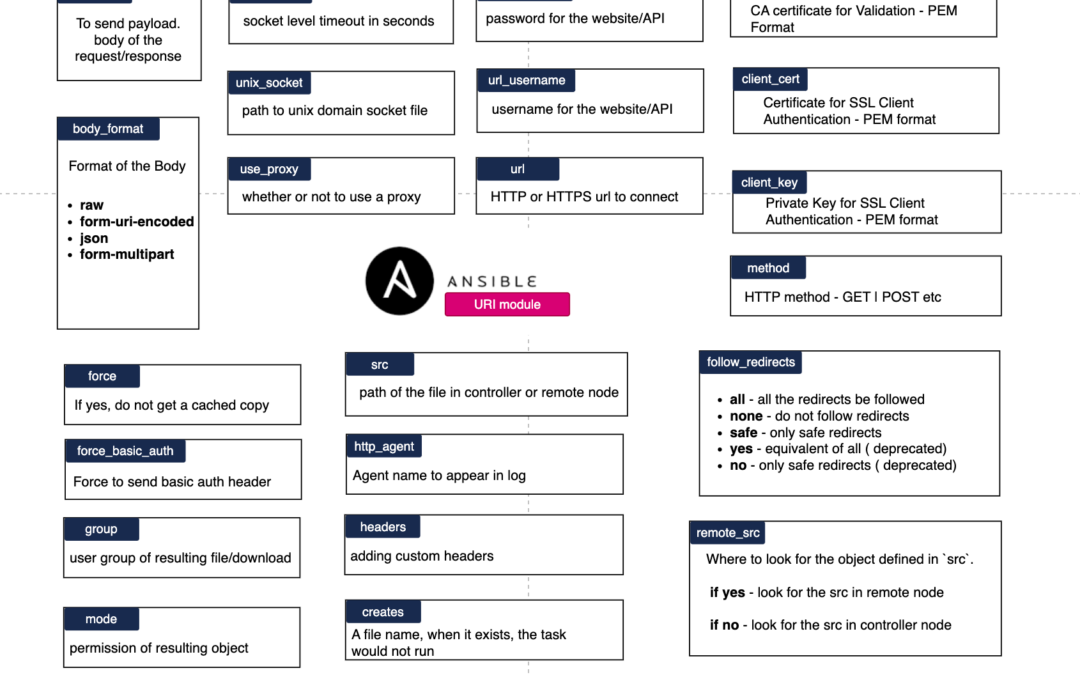 To send payload.
body of the
request/response
socket level timeout in seconds
password for the website/API
CA certificate for Validation - PEM
Format
unix_socket
path to unix domain socket file
url_username
username for the website/API
client_cert
Certificate for SSL Client
Authentication - PEM format
body_format
Format of the Body
• raw
• form-uri-encoded
• json
• form-multipart
use_proxy
whether or not to use a proxy
url
HTTP or HTTPS url to connect
client_key
Private Key for SSL Client
Authentication - PEM format
ANSIBLE
URI module
method
HTTP method - GET | POST etc
force
If yes, do not get a cached copy
src
path of the file in controller or remote node
follow_redirects
• all - all the redirects be followed
• none - do not follow redirects
• safe - only safe redirects
• yes - equivalent of all ( deprecated)
• no - only safe redirects ( deprecated)
force_basic_auth
Force to send basic auth header
http_agent
Agent name to appear in log
group
user group of resulting file/download
headers
adding custom headers
remote_src
Where to look for the object defined in `src`.
if yes - look for the src in remote node
if no - look for the src in controller node
mode
permission of resulting object
creates
A file name, when it exists, the task
would not run